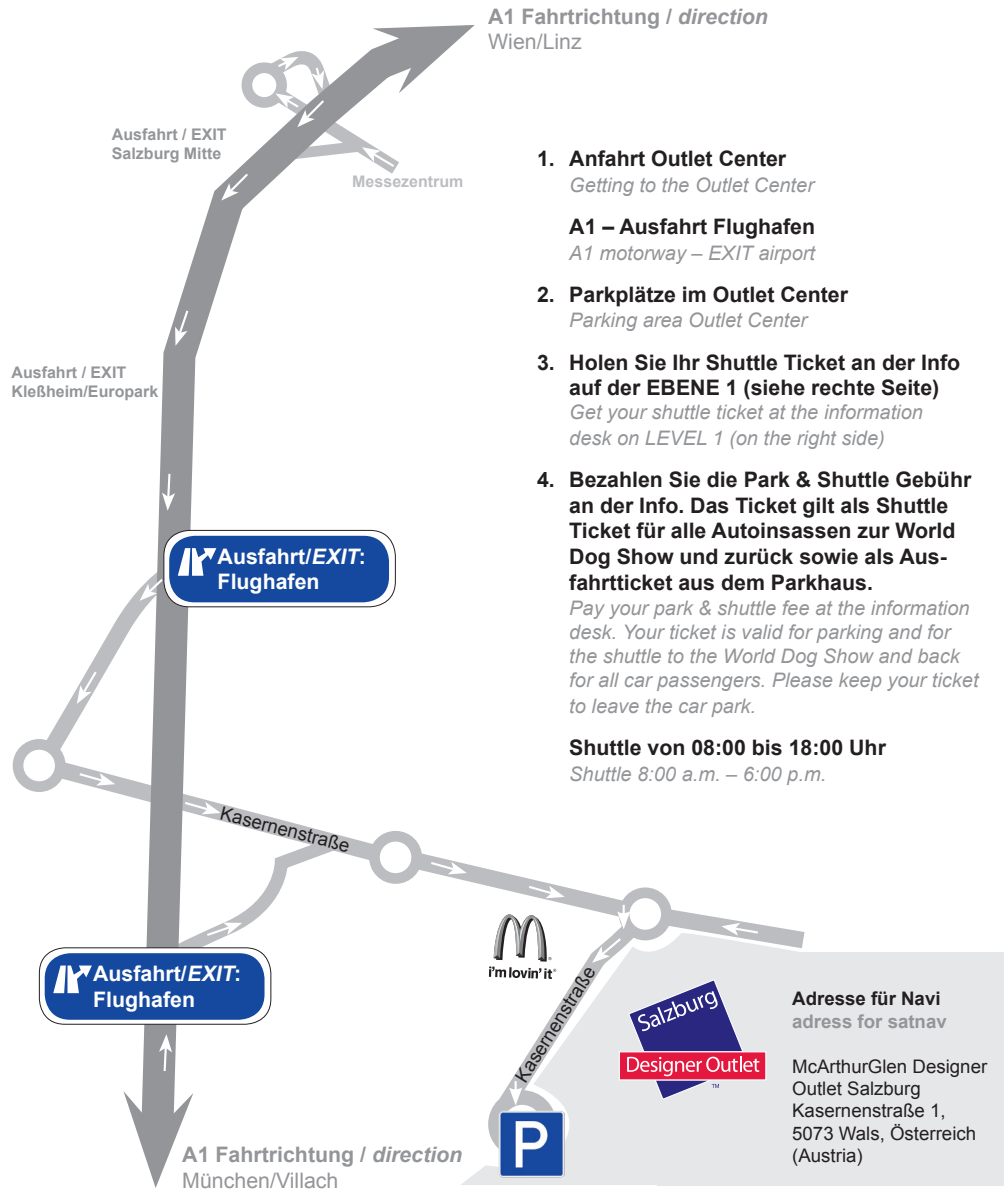 A1 Fahrtrichtung / direction
Wien/Linz
Ausfahrt / EXIT
Salzburg Mitte
Messezentrum
1. Anfahrt Outlet Center
Getting to the Outlet Center
A1 – Ausfahrt Flughafen
A1 motorway – EXIT airport
2. Parkplätze im Outlet Center
Parking area Outlet Center
3. Holen Sie Ihr Shuttle Ticket an der Info
auf der EBENE 1 (siehe rechte Seite)
Get your shuttle ticket at the information
desk on LEVEL 1 (on the right side)
4. Bezahlen Sie die Park & Shuttle Gebühr
an der Info. Das Ticket gilt als Shuttle
Ticket für alle Autoinsassen zur World
Dog Show und zurück sowie als Aus-
fahrtticket aus dem Parkhaus.
Pay your park & shuttle fee at the information
desk. Your ticket is valid for parking and for
the shuttle to the World Dog Show and back
for all car passengers. Please keep your ticket
to leave the car park.
Shuttle von 08:00 bis 18:00 Uhr
Shuttle 8:00 a.m. – 6:00 p.m.
Ausfahrt / EXIT
Kleßheim/Europark
Ausfahrt/EXIT:
Flughafen
Kasernenstraße
i'm lovin' it®
Ausfahrt/EXIT:
Flughafen
Kasernenstraße
P
Salzburg
Designer Outlet
TM
Adresse für Navi
adress for satnav
McArthurGlen Designer
Outlet Salzburg
Kasernenstraße 1,
5073 Wals, Österreich
(Austria)
A1 Fahrtrichtung / direction
München/Villach